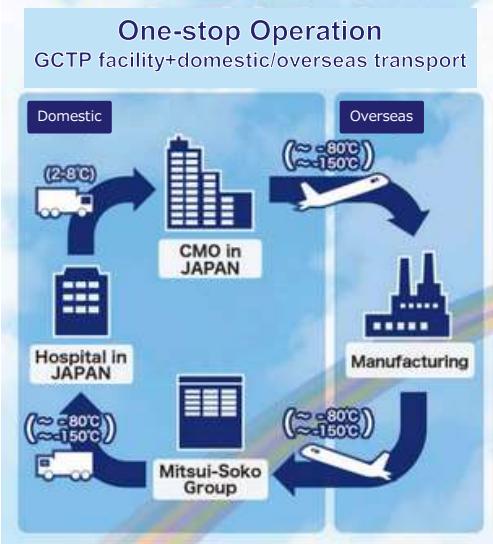 One-stop Operation
GCTP facility+domestic/overseas transport
Domestic
Overseas
(2-8℃)
(～ -80℃
～-150℃)
CMO in
JAPAN
Hospital in
JAPAN
Manufacturing
(～ -80℃
～-150℃)
(～ -80℃
～-150℃)
Mitsui-Soko
Group